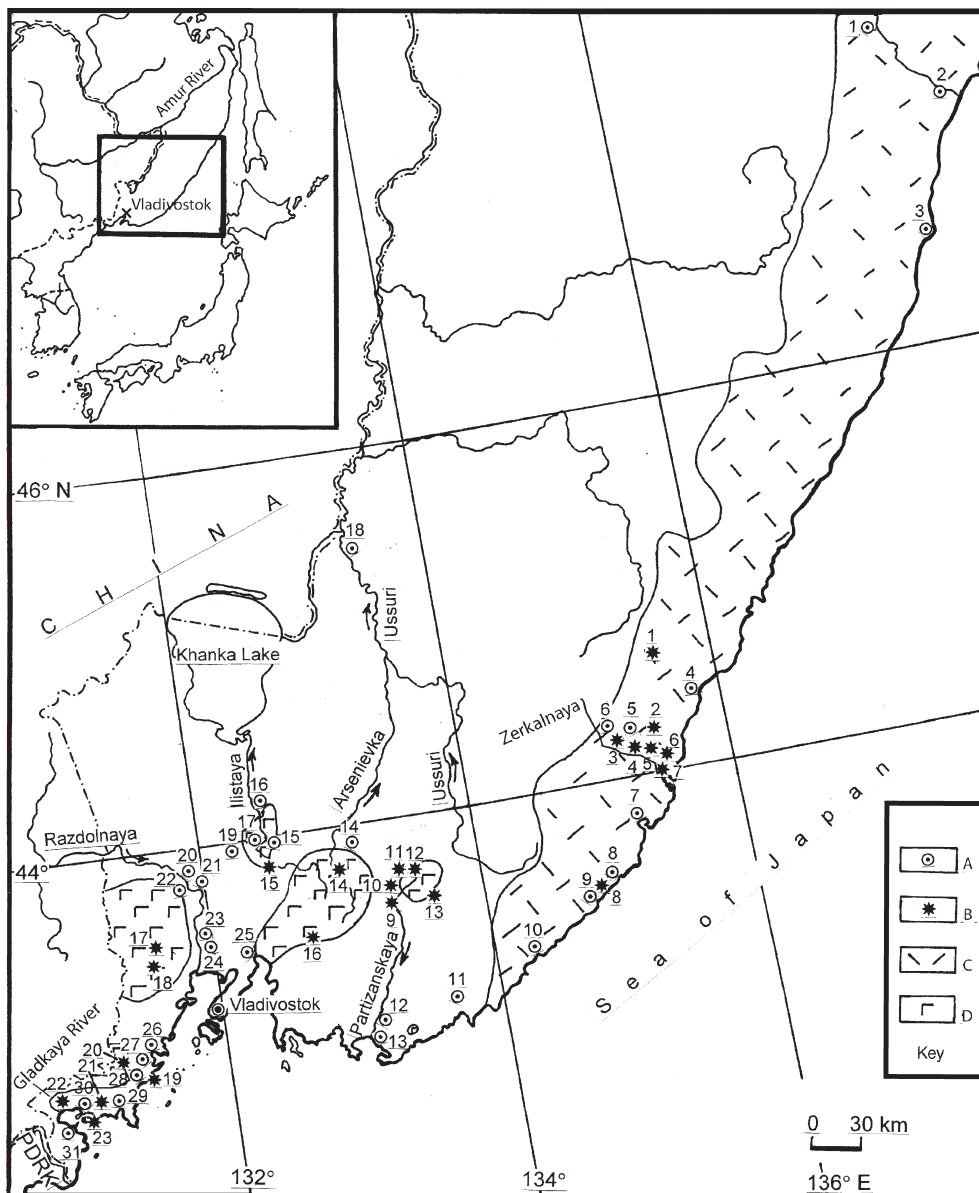 Amur River
Vladivostok
1
2
3
46° N
CHINA
18
Ussuri
Khanka Lake
1
4
Zerkalnaya
6
5
2
3
4
5
6
7
Ilistaya
Arsenievka
Ussuri
16
7
Razdolnaya
19
17
15
14
44°
20
21
22
15
14
11
12
10
13
9
8
9
8
Sea of Japan
A
B
C
D
Key
23
24
25
16
17
18
10
Partizanskaya
11
12
13
Vladivostok
Gladkaya River
26
27
20
21
28
19
22
30
29
23
31
PDRK
0 30 km
132°
134°
136° E